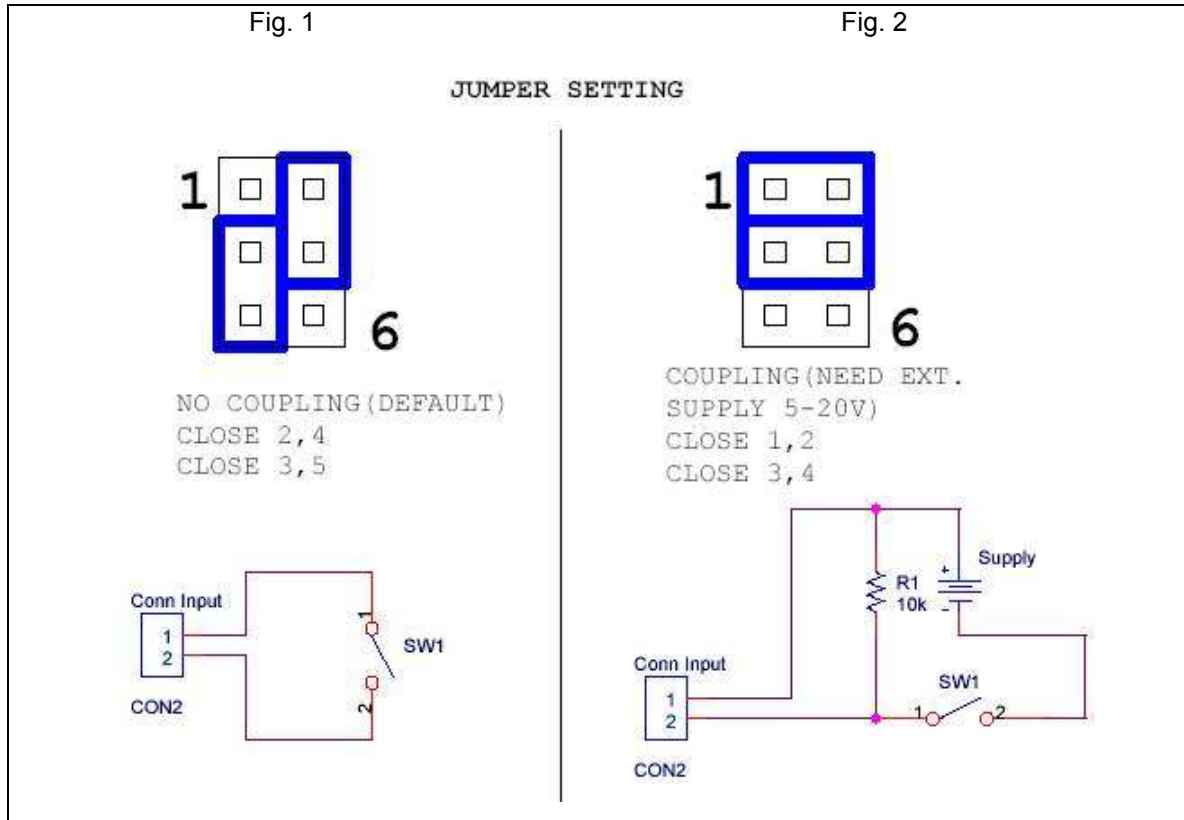 Fig. 1
Fig. 2
JUMPER SETTING
1
6
NO COUPLING(DEFAULT)
CLOSE 2,4
CLOSE 3,5
1
6
COUPLING(NEED EXT.
SUPPLY 5-20V)
CLOSE 1,2
CLOSE 3,4
Conn Input
1
2
CON2
1
SW1
2
Supply
+
R1
10k
-
Conn Input
1
2
CON2
SW1
1
2